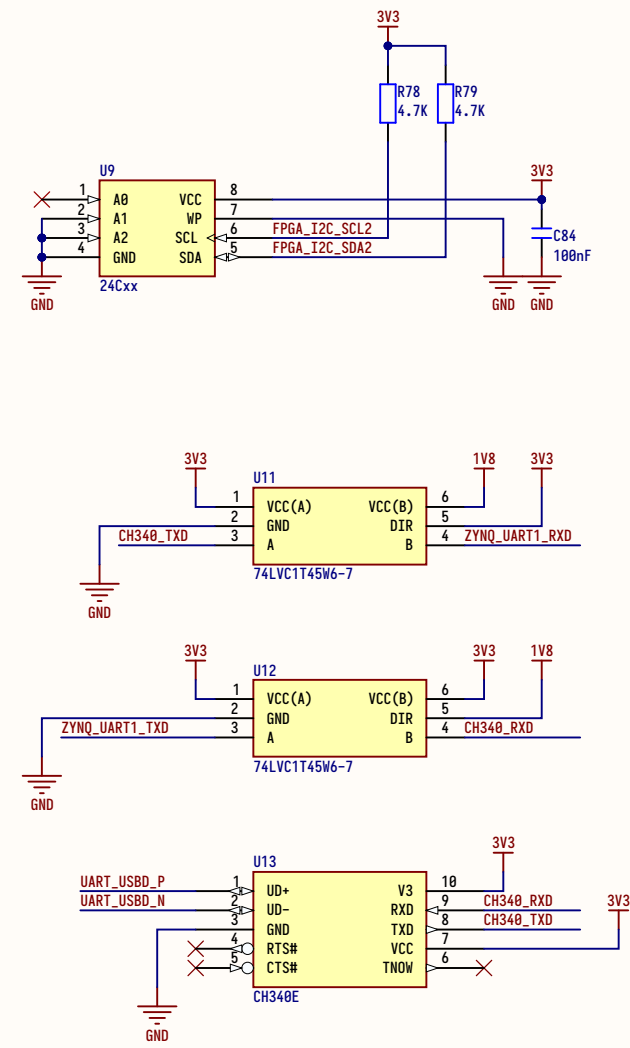 3V3
R78 R79
4.7K 4.7K
U9
3V3
1 A0 VCC 8
2 A1 WP 7
3 A2 SCL 6 FPGA_I2C_SCL2
4 GND SDA 5 FPGA_I2C_SDA2
C84
100nF
24Cxx
GND GND GND
3V3 1V8 3V3
U11
1 VCC(A) VCC(B) 6
2 GND DIR 5
CH340_TXD 3 A B 4 ZYNQ_UART1_RXD
74LVC1T45W6-7
GND
3V3 3V3 1V8
U12
1 VCC(A) VCC(B) 6
2 GND DIR 5
ZYNQ_UART1_TXD 3 A B 4 CH340_RXD
74LVC1T45W6-7
GND
3V3
U13
UART_USBD_P 1 UD+ V3 10
UART_USBD_N 2 UD- RXD 9 CH340_RXD 3V3
3 GND TXD 8 CH340_TXD
4 RTS# VCC 7
5 CTS# TNOW 6
CH340E
GND